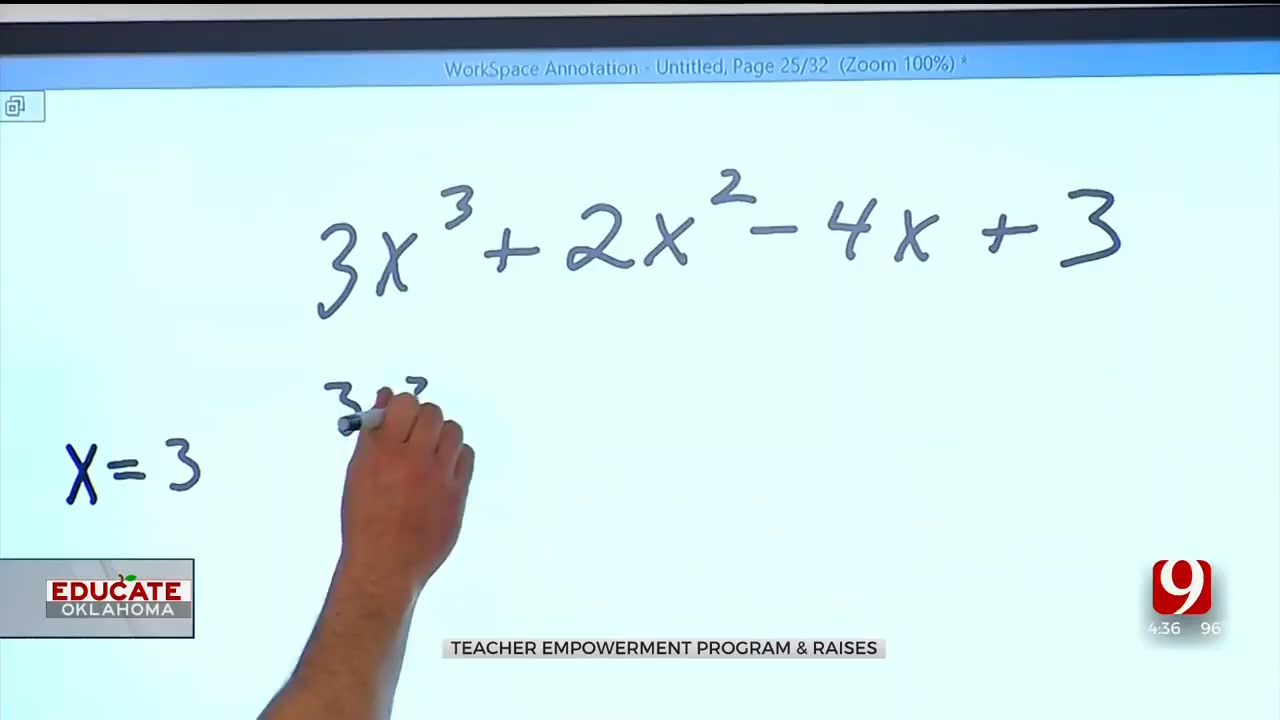 WorkSpace Annotation - Untitled, Page 25/32 (Zoom 100%) *
3x³ + 2x² - 4x + 3
3
x = 3
EDUCATE
OKLAHOMA
9
4:36 96°
TEACHER EMPOWERMENT PROGRAM & RAISES